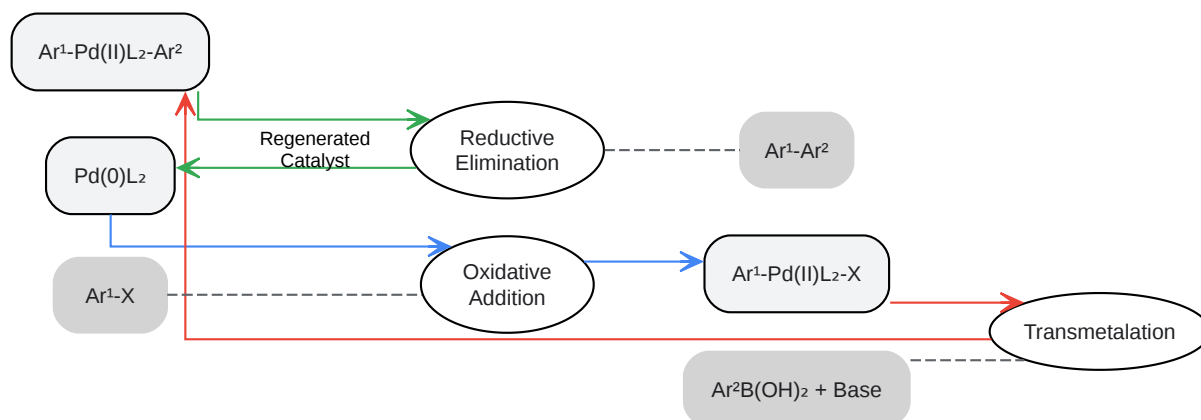 Ar¹-Pd(II)L₂-Ar²
Regenerated
Catalyst
Reductive
Elimination
Ar¹-Ar²
Pd(0)L₂
Ar¹-X
Oxidative
Addition
Ar¹-Pd(II)L₂-X
Transmetalation
Ar²B(OH)₂ + Base